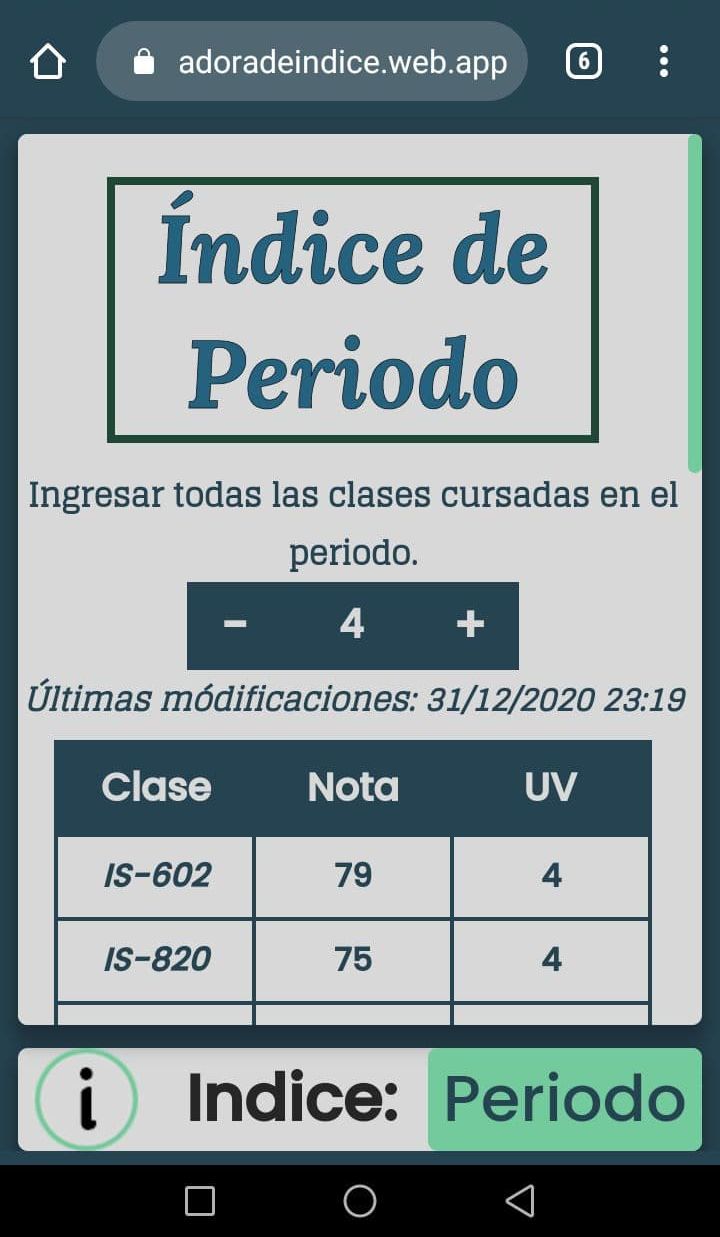 adoradeindice.web.app
6
Índice de
Periodo
Ingresar todas las clases cursadas en el
periodo.
- 4 +
Últimas módificaciones: 31/12/2020 23:19
Clase Nota UV
IS-602 79 4
IS-820 75 4
i Indice: Periodo